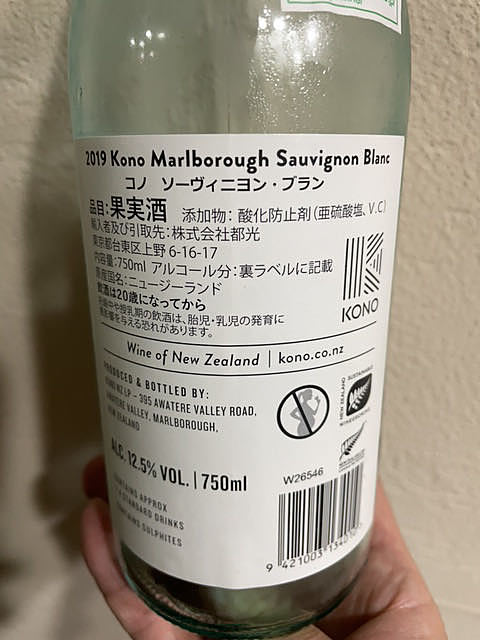 2019 Kono Marlborough Sauvignon Blanc
コノ ソーヴィニヨン・ブラン
品目:果実酒 添加物:酸化防止剤(亜硫酸塩、V.C)
輸入者及び引取先:株式会社都光
東京都台東区上野 6-16-17
内容量:750ml アルコール分:裏ラベルに記載
原産国名:ニュージーランド
飲酒は20歳になってから
妊娠中や授乳期の飲酒は、胎児・乳児の発育に
悪影響を与える恐れがあります。
KONO
Wine of New Zealand | kono.co.nz
PRODUCED & BOTTLED BY:
KONO NZ LP – 395 AWATERE VALLEY ROAD,
AWATERE VALLEY, MARLBOROUGH,
NEW ZEALAND
SUSTAINABLE
NEW ZEALAND
WINEGROWING
ALC. 12.5% VOL. | 750ml
W26546
CONTAINS APPROX
STANDARD DRINKS
CONTAINS SULPHITES
9 421003 1340